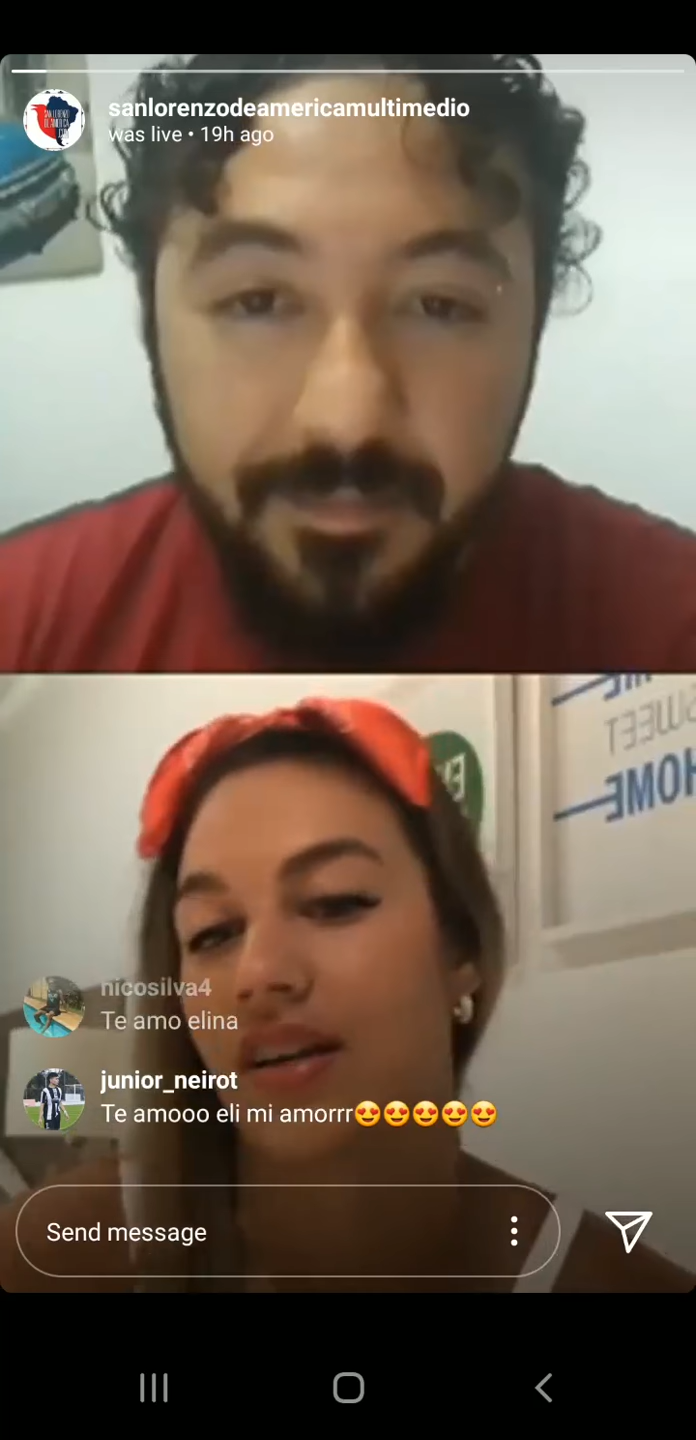 sanlorenzodeamericamultimedio
was live • 19h ago
SWEET
HOME
nicosilva4
Te amo elina
junior_neirot
Te amooo eli mi amorrr😍😍😍😍😍
Send message